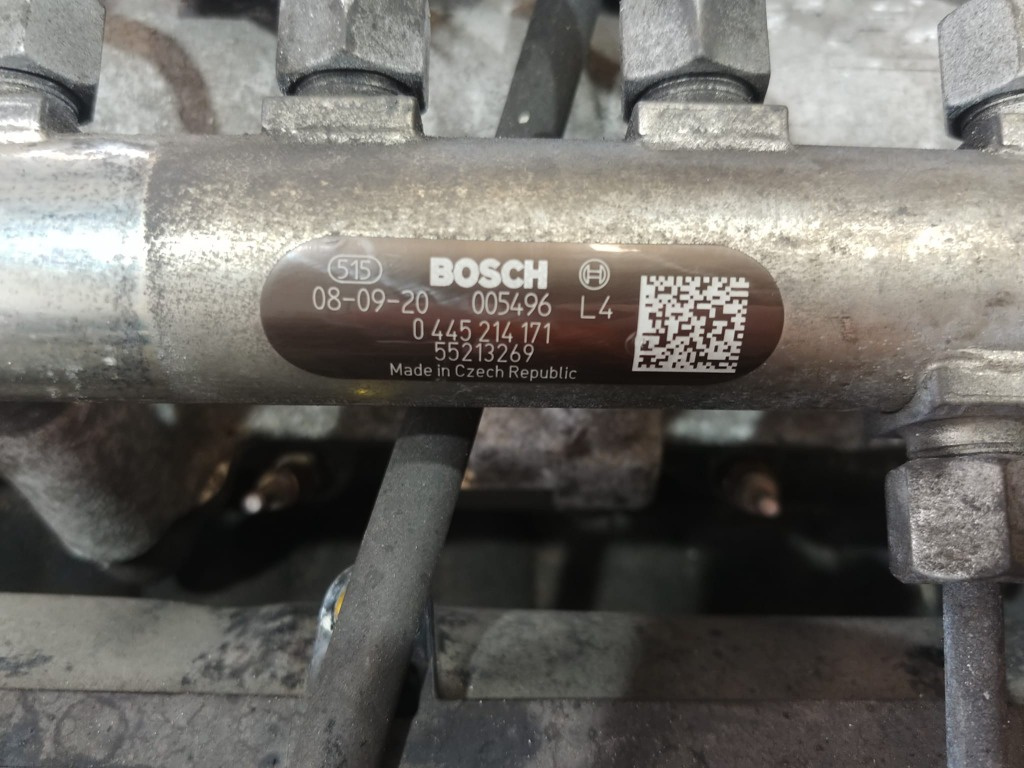 515 BOSCH
08-09-20 005496 L4
0 445 214 171
55213269
Made in Czech Republic